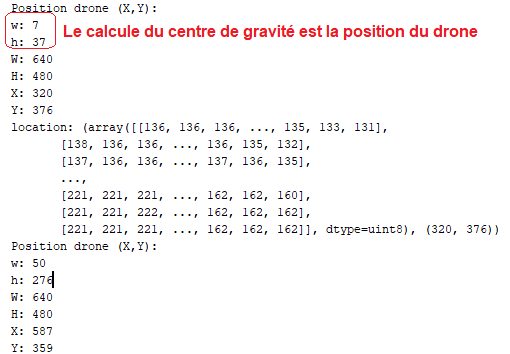 Position drone (X,Y):
w: 7
Le calcule du centre de gravité est la position du drone
h: 37
W: 640
H: 480
X: 320
Y: 376
location: (array([[136, 136, 136, ..., 135, 133, 131],
[138, 136, 136, ..., 136, 135, 132],
[137, 136, 136, ..., 137, 136, 135],
...,
[221, 221, 221, ..., 162, 162, 160],
[221, 221, 222, ..., 162, 162, 162],
[221, 221, 221, ..., 162, 162, 162]], dtype=uint8), (320, 376))
Position drone (X,Y):
w: 50
h: 276
W: 640
H: 480
X: 587
Y: 359